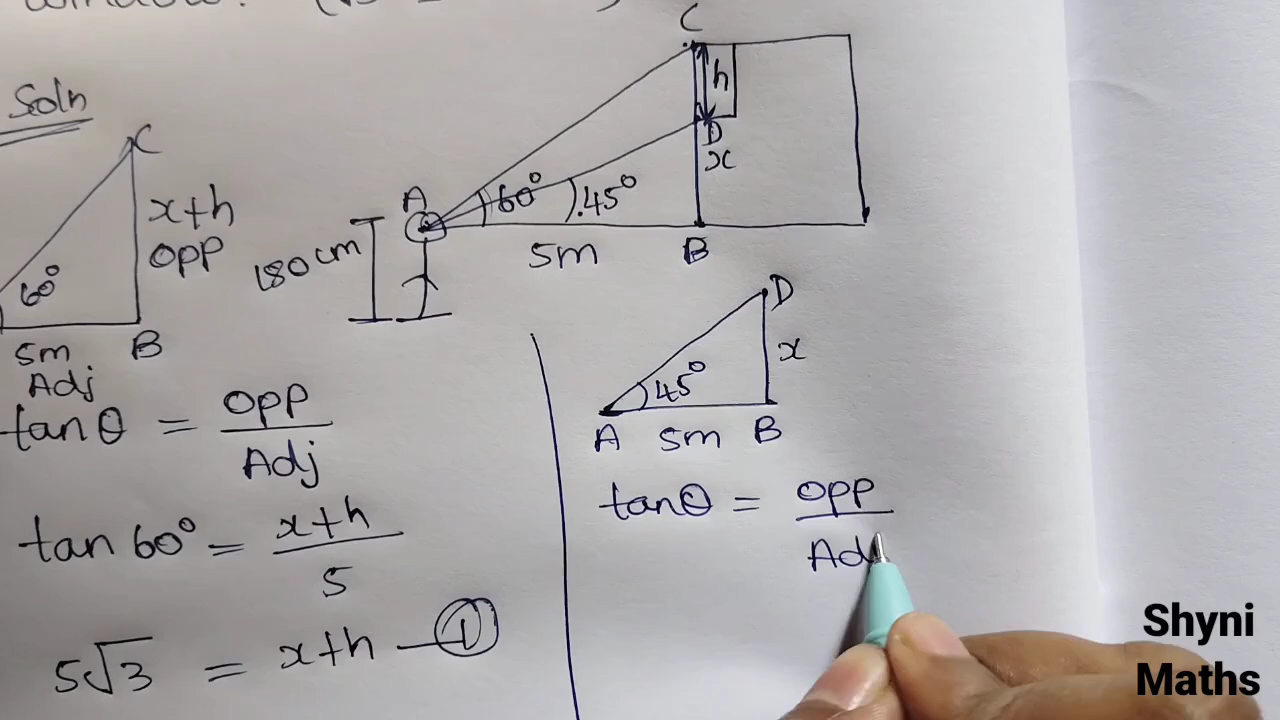 Soln
C
x+h
opp
60°
5m
B
Adj
tanθ = opp
Adj
tan 60° = x+h
5
5√3 = x+h — ①
C
h
D
x
A
60°
45°
180cm
5m
B
D
x
45°
A 5m B
tanθ = opp
Ad
Shyni
Maths